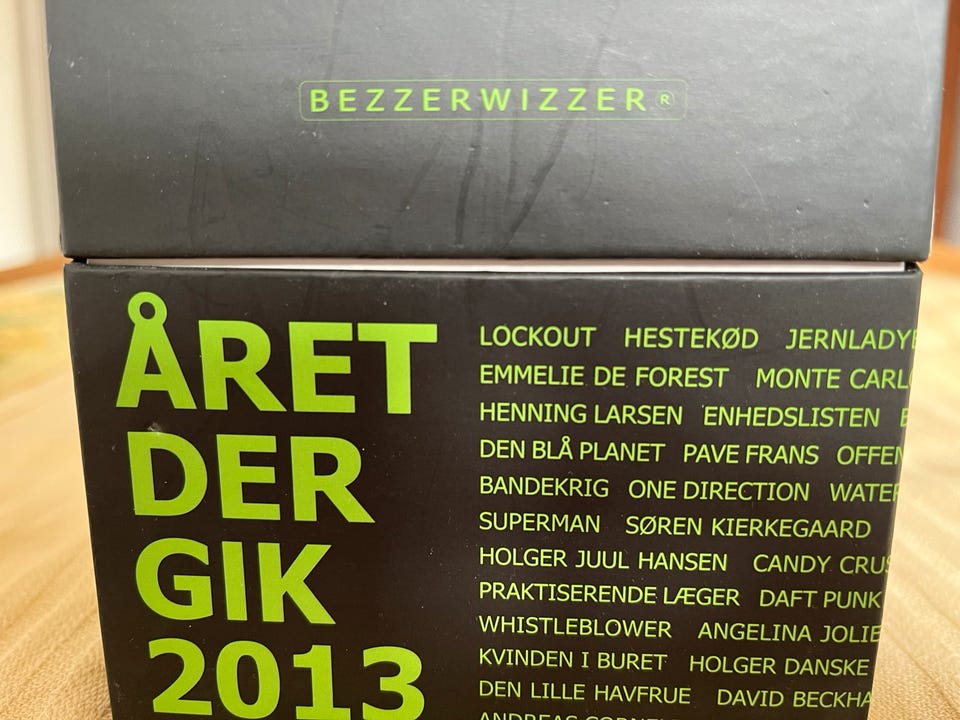 BEZZERWIZZER®
ÅRET
DER
GIK
2013
LOCKOUT HESTEKØD
EMMELIE DE FOREST MONTE
HENNING LARSEN ENHEDSLISTEN
DEN BLÅ PLANET PAVE FRANS
BANDEKRIG ONE DIRECTION
SUPERMAN SØREN KIERKEGAARD
HOLGER JUUL HANSEN CANDY
PRAKTISERENDE LÆGER DAFT PUNK
WHISTLEBLOWER ANGELINA JOLIE
KVINDEN I BURET HOLGER DANSKE
DEN LILLE HAVFRUE DAVID